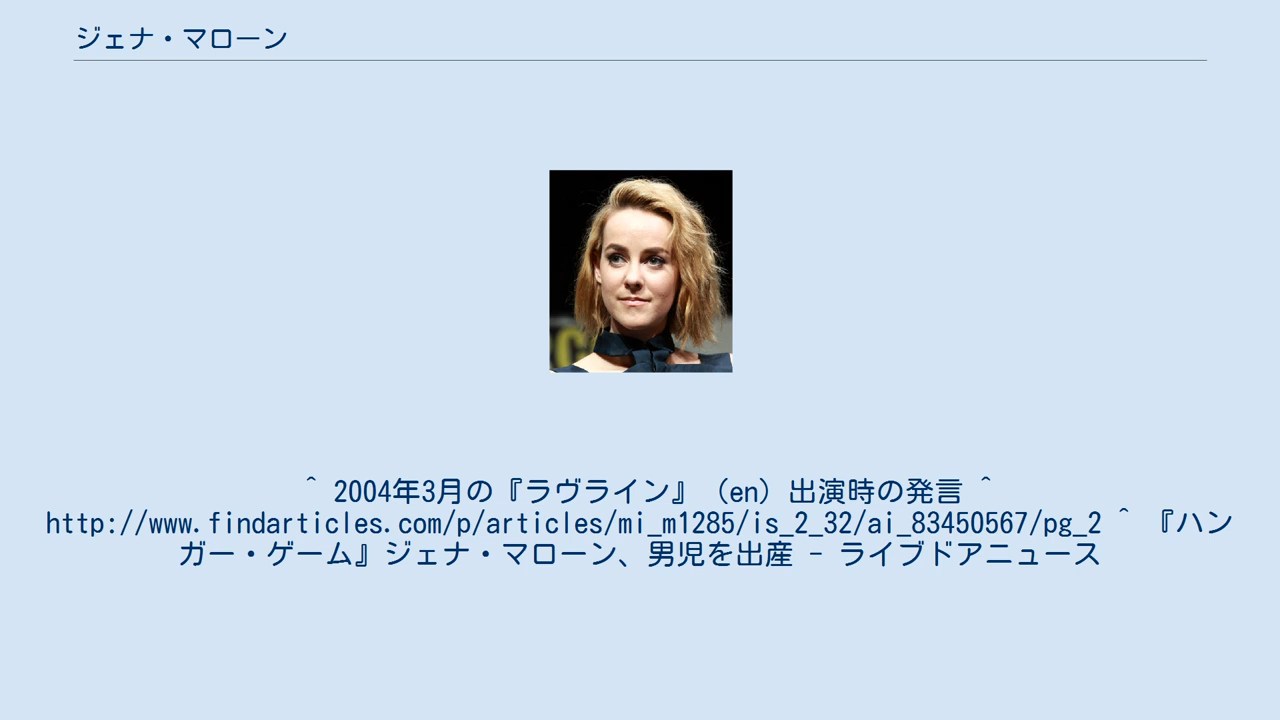 ジェナ・マローン
^ 2004年3月の『ラヴライン』（en）出演時の発言 ^
http://www.findarticles.com/p/articles/mi_m1285/is_2_32/ai_83450567/pg_2 ^ 『ハン
ガー・ゲーム』ジェナ・マローン、男児を出産 - ライブドアニュース